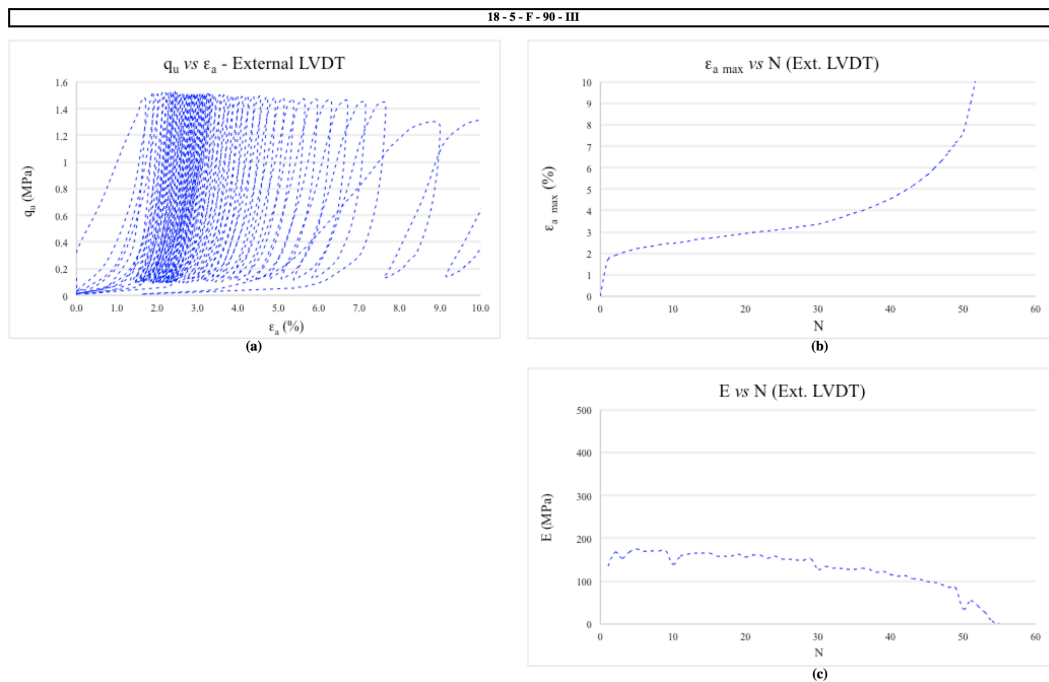 18 - 5 - F - 90 - III
qᵤ vs εₐ - External LVDT
1.6
1.4
1.2
1
0.8
0.6
0.4
0.2
0
qᵤ (MPa)
0.0 1.0 2.0 3.0 4.0 5.0 6.0 7.0 8.0 9.0 10.0
εₐ (%)
(a)
εₐ max vs N (Ext. LVDT)
10
9
8
7
6
5
4
3
2
1
0
εₐ max (%)
0 10 20 30 40 50 60
N
(b)
E vs N (Ext. LVDT)
500
400
300
200
100
0
E (MPa)
0 10 20 30 40 50 60
N
(c)